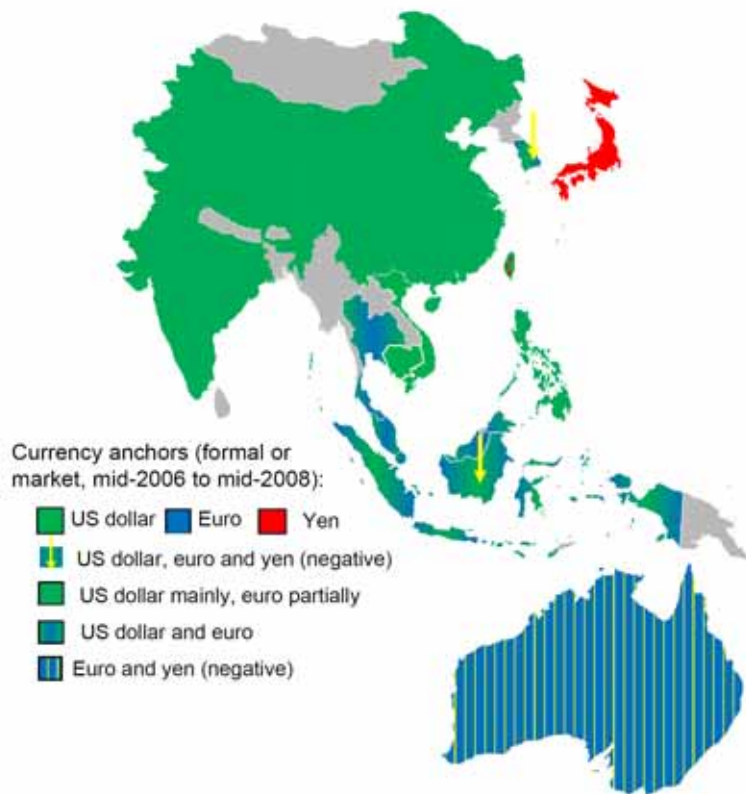 Currency anchors (formal or
market, mid-2006 to mid-2008):
US dollar Euro Yen
US dollar, euro and yen (negative)
US dollar mainly, euro partially
US dollar and euro
Euro and yen (negative)